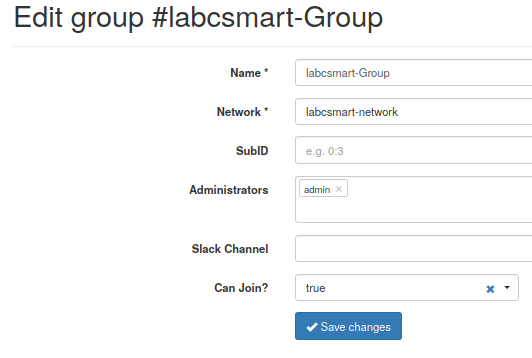 Edit group #labcsmart-Group
Name * labcsmart-Group
Network * labcsmart-network
SubID e.g. 0:3
Administrators admin ×
Slack Channel
Can Join? true ×
Save changes